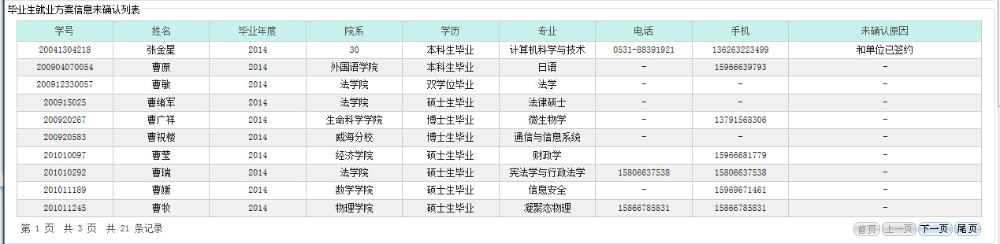 毕业生就业方案信息未确认列表
学号 姓名 毕业年度 院系 学历 专业 电话 手机 未确认原因
20041304218 张金星 2014 30 本科生毕业 计算机科学与技术 0531-88391921 136263223499 和单位已签约
200904070054 曹原 2014 外国语学院 本科生毕业 日语 - 15966639793 -
200912330057 曹敏 2014 法学院 双学位毕业 法学 - - -
200915025 曹绪军 2014 法学院 硕士生毕业 法律硕士 - - -
200920267 曹广祥 2014 生命科学学院 博士生毕业 微生物学 - 13791568306 -
200920583 曹祝楼 2014 威海分校 博士生毕业 通信与信息系统 - - -
201010097 曹莹 2014 经济学院 硕士生毕业 财政学 15966681779 -
201010292 曹瑞 2014 法学院 硕士生毕业 宪法学与行政法学 15806637538 15806637538 -
201011189 曹媛 2014 数学学院 硕士生毕业 信息安全 - 15969671461 -
201011245 曹牧 2014 物理学院 硕士生毕业 凝聚态物理 15866785831 15866785831 -
第 1 页 共 3 页 共 21 条记录 首页 上一页 下一页 尾页